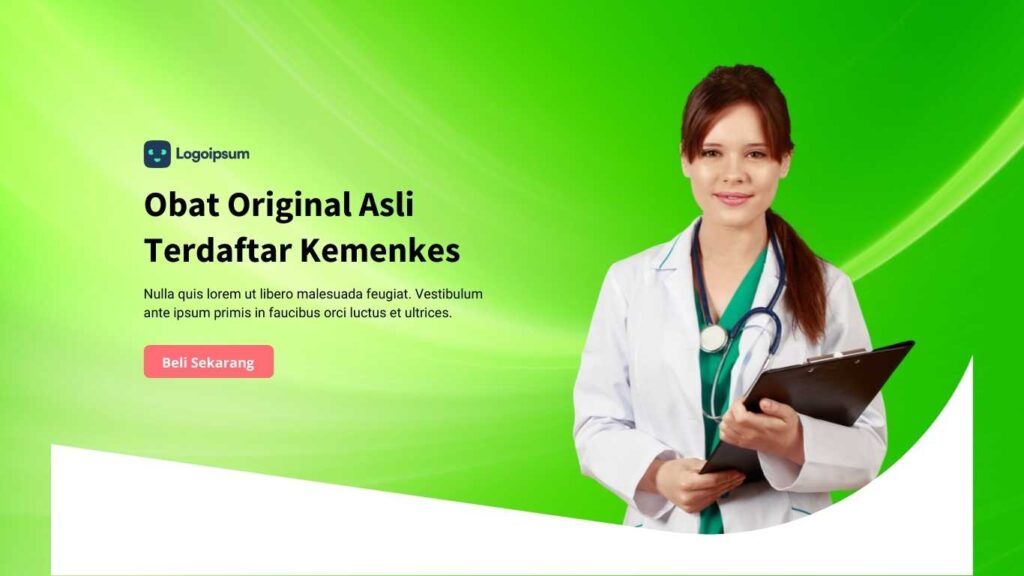 Logoipsum
Obat Original Asli
Terdaftar Kemenkes
Nulla quis lorem ut libero malesuada feugiat. Vestibulum
ante ipsum primis in faucibus orci luctus et ultrices.
Beli Sekarang